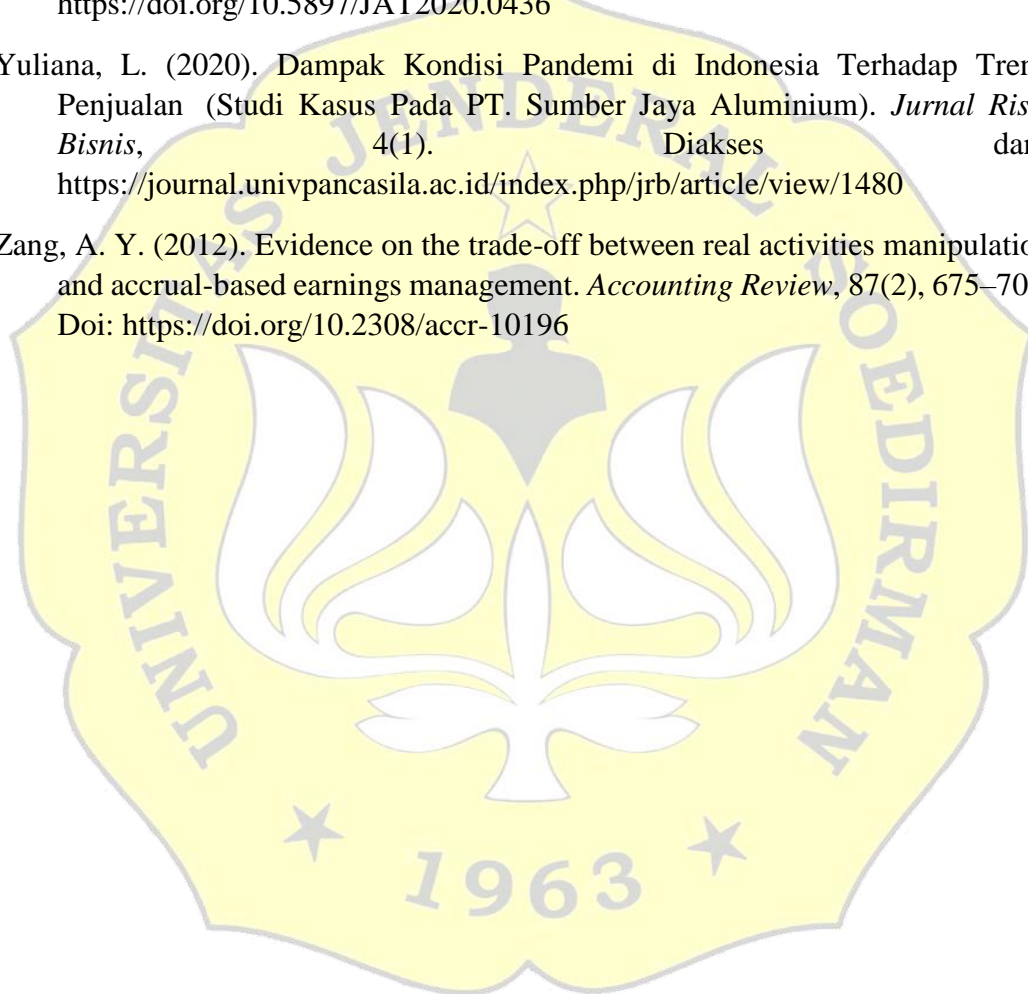 https://doi.org/10.5897/JAT2020.0436
Yuliana, L. (2020). Dampak Kondisi Pandemi di Indonesia Terhadap Tren
Penjualan (Studi Kasus Pada PT. Sumber Jaya Aluminium). Jurnal Ris
Bisnis, 4(1). Diakses dar
https://journal.univpancasila.ac.id/index.php/jrb/article/view/1480
Zang, A. Y. (2012). Evidence on the trade-off between real activities manipulatio
and accrual-based earnings management. Accounting Review, 87(2), 675–70
Doi: https://doi.org/10.2308/accr-10196
UNIVERSITAS JENDERAL SOEDIRMAN
1963